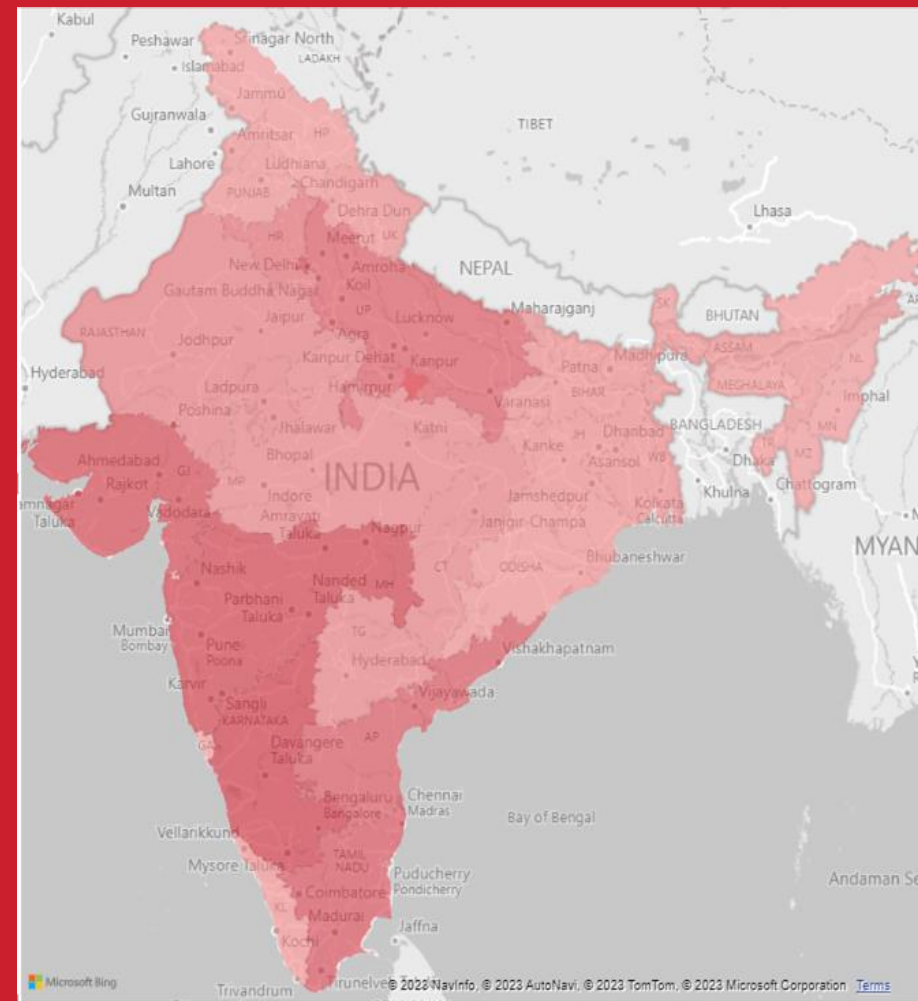 Kabul
Peshawar
Srinagar North
Islamabad
LADAKH
Jammu
Gujranwala
TIBET
Amritsar
HP
Lahore
Ludhiana
Chandigarh
PUNJAB
Multan
Dehra Dun
Lhasa
HR
Meerut
UK
New Delhi
Amroha
NEPAL
Gautam Buddha Nagar
Koil
UP
Maharajganj
SK
BHUTAN
RAJASTHAN
Jaipur
Agra
Lucknow
Jodhpur
Kanpur Dehat
Kanpur
Patna
Madhipura
ASSAM
NL
Hyderabad
Ladpura
Hamirpur
BIHAR
MEGHALAYA
Varanasi
Imphal
Poshina
Jhalawar
Katni
Kanke
JH
Dhanbad
BANGLADESH
MN
Ahmedabad
GJ
Bhopal
INDIA
Asansol
WB
Dhaka
TR
MZ
Rajkot
MP
Indore
Jamshedpur
Khulna
Chattogram
amnagar
Taluka
Vadodara
Amravati
Taluka
Nagpur
Janjgir-Champa
Kolkata
Calcutta
MYAN
Nashik
Nanded
Taluka
MH
CT
ODISHA
Bhubaneshwar
Parbhani
Taluka
Mumbai
Bombay
Pune
Poona
TG
Hyderabad
Vishakhapatnam
Karvir
Sangli
Vijayawada
KARNATAKA
GA
Davangere
Taluka
AP
Bengaluru
Bangalore
Chennai
Madras
Bay of Bengal
Vellarikkund
Mysore Taluka
TAMIL
NADU
Puducherry
Pondicherry
Andaman Se
Coimbatore
KL
Madurai
Jaffna
Kochi
Microsoft Bing
Trivandrum
© 2023 NavInfo, © 2023 AutoNavi, © 2023 TomTom, © 2023 Microsoft Corporation Terms